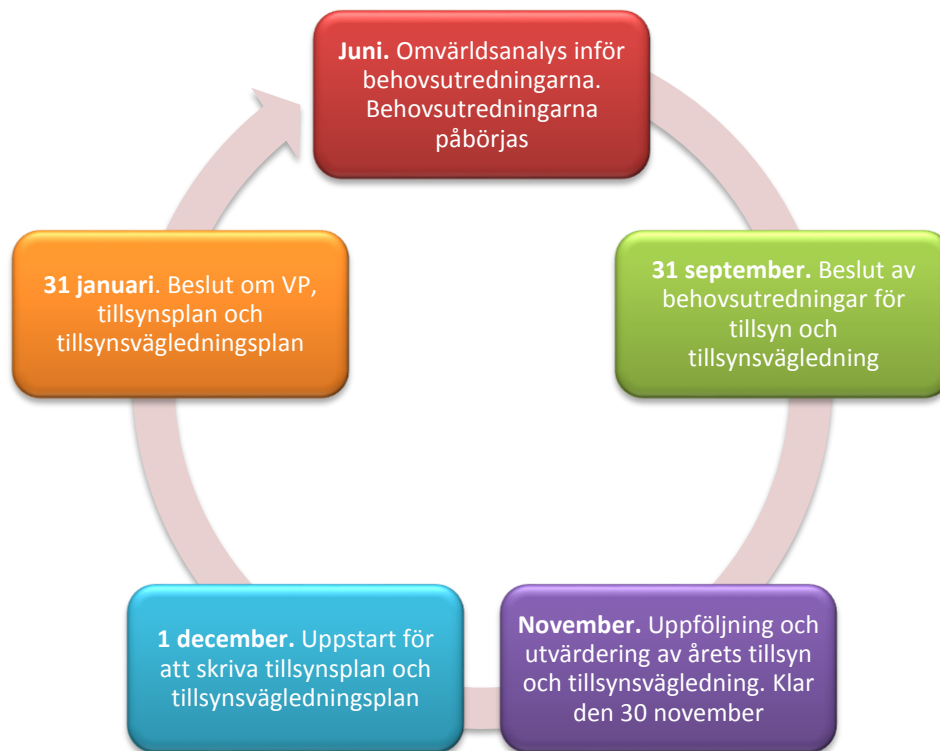 Juni. Omvärldsanalys inför
behovsutredningarna.
Behovsutredningarna
påbörjas
31 september. Beslut av
behovsutredningar för
tillsyn och
tillsynsvägledning
November. Uppföljning och
utvärdering av årets tillsyn
och tillsynsvägledning. Klar
den 30 november
1 december. Uppstart för
att skriva tillsynsplan och
tillsynsvägledningsplan
31 januari. Beslut om VP,
tillsynsplan och
tillsynsvägledningsplan